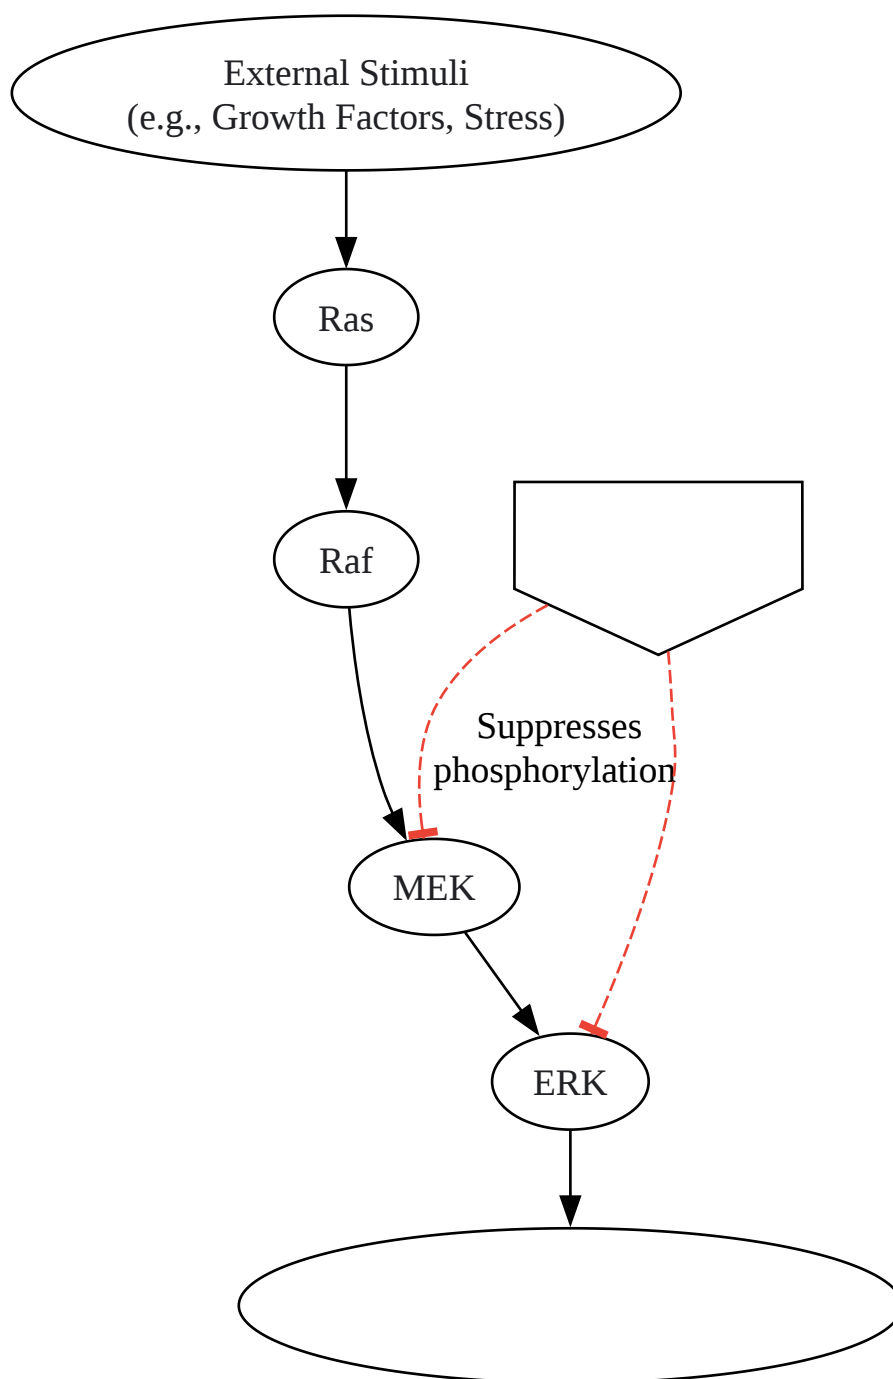 External Stimuli
(e.g., Growth Factors, Stress)
Ras
Raf
Suppresses
phosphorylation
MEK
ERK